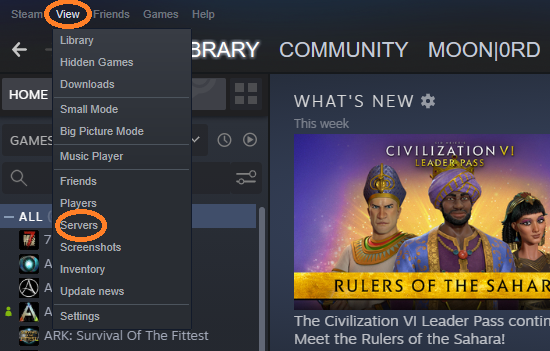 Steam View Friends Games Help
LIBRARY COMMUNITY MOON|0RD
Library
Hidden Games
Downloads
Small Mode
Big Picture Mode
Music Player
Friends
Players
Servers
Screenshots
Inventory
Update news
Settings
HOME
GAMES
ALL
7
A
A
A
ARK: Survival Of The Fittest
WHAT'S NEW
This week
CIVILIZATION VI
LEADER PASS
RULERS OF THE SAHARA
The Civilization VI Leader Pass contin
Meet the Rulers of the Sahara!